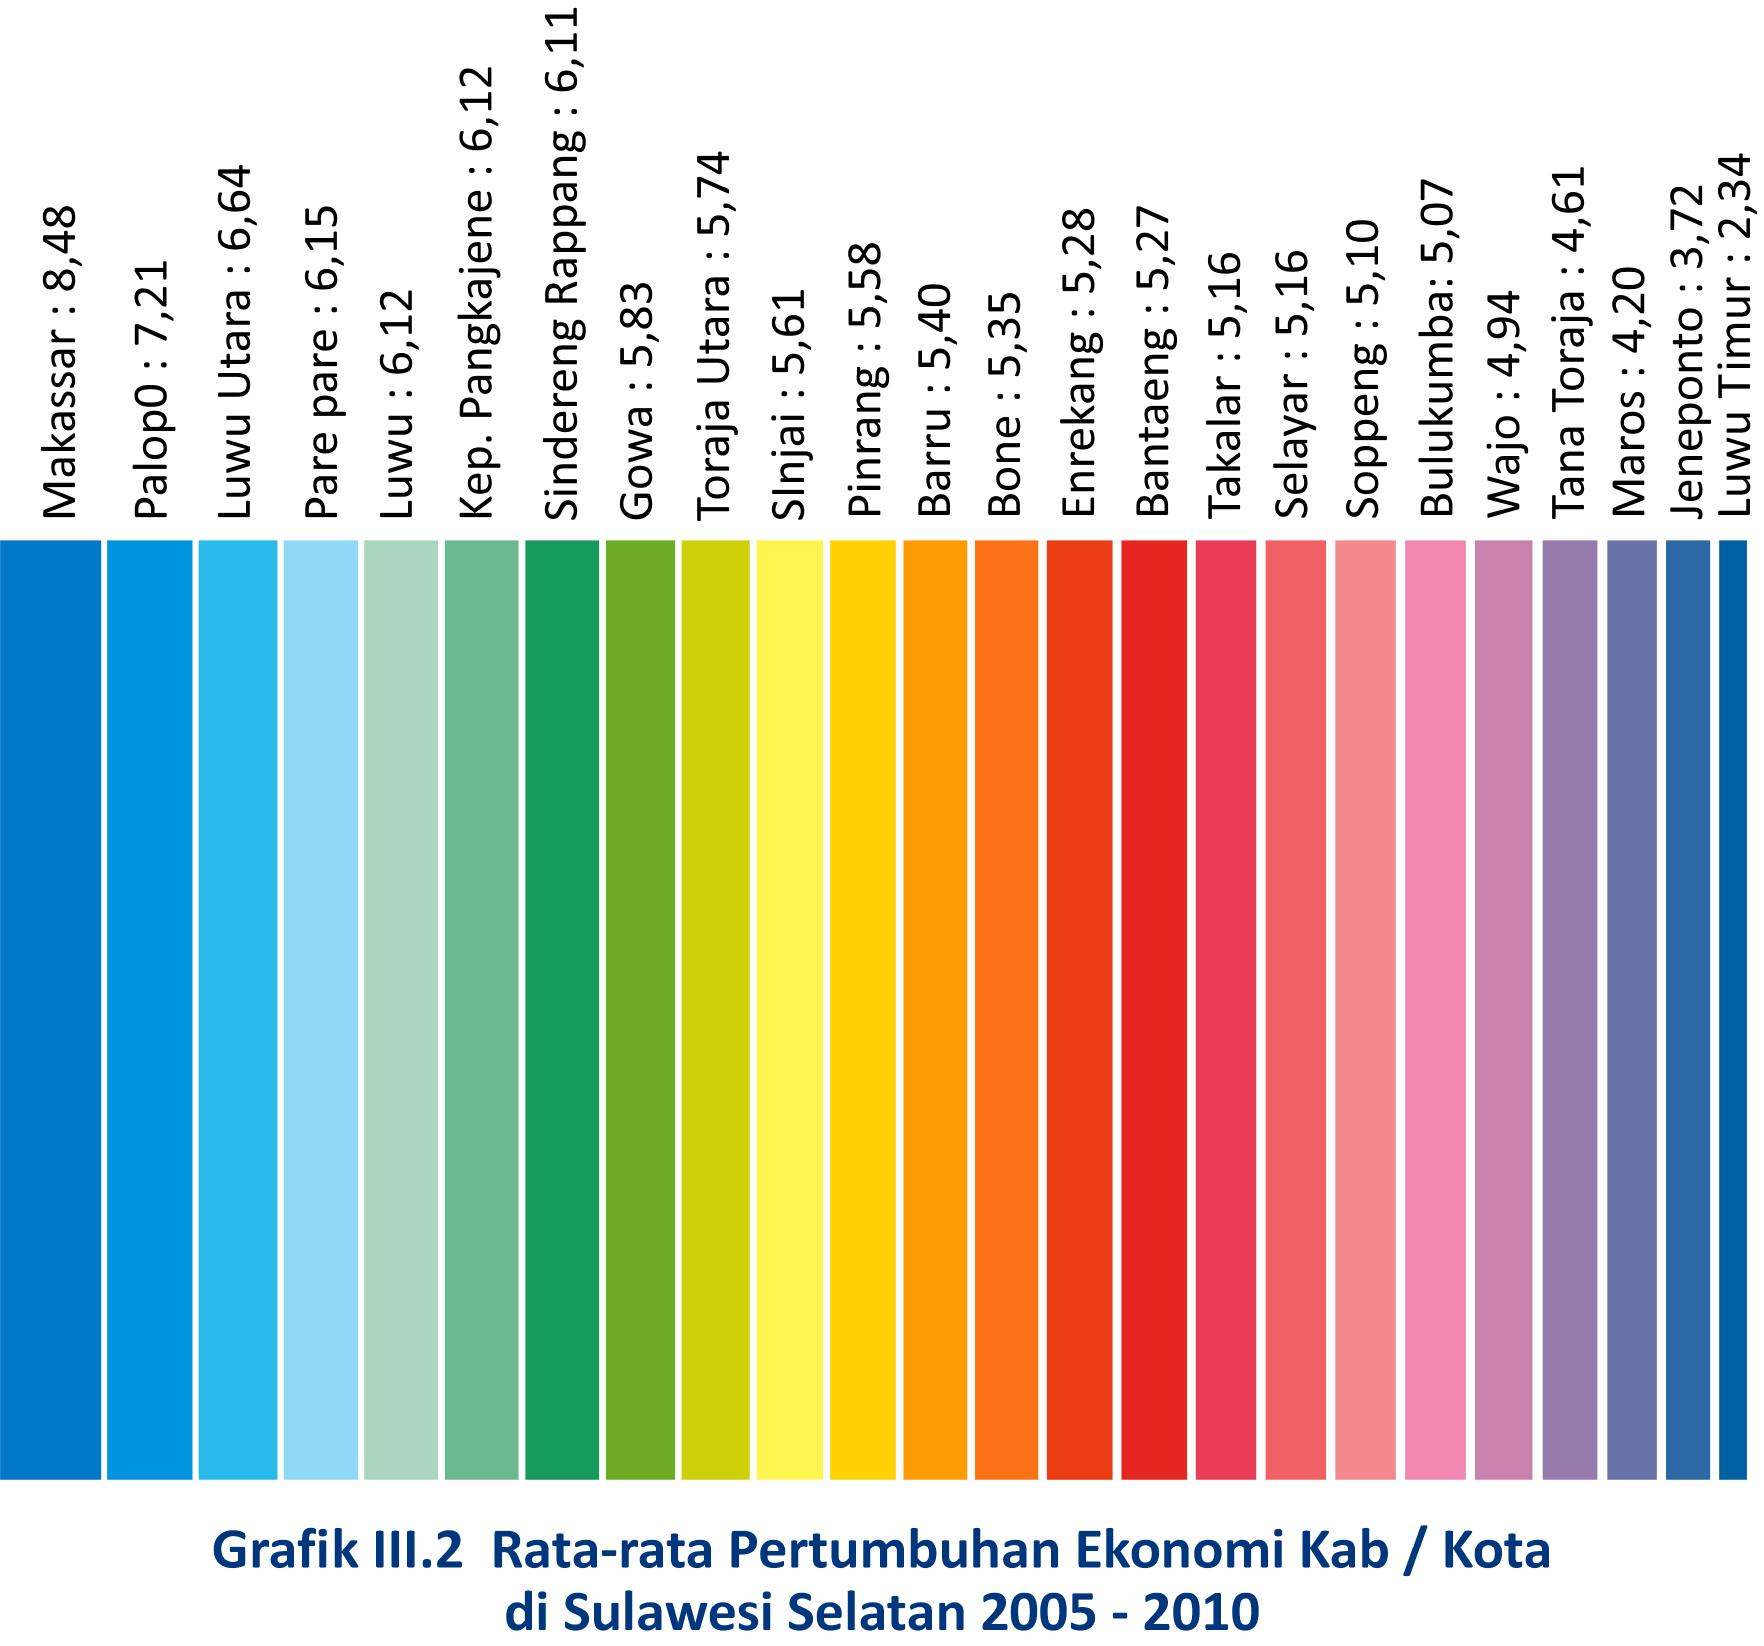 Makassar : 8,48
Palop0 : 7,21
Luwu Utara : 6,64
Pare pare : 6,15
Luwu : 6,12
Kep. Pangkajene : 6,12
Sindereng Rappang : 6,11
Gowa : 5,83
Toraja Utara : 5,74
SInjai : 5,61
Pinrang : 5,58
Barru : 5,40
Bone : 5,35
Enrekang : 5,28
Bantaeng : 5,27
Takalar : 5,16
Selayar : 5,16
Soppeng : 5,10
Bulukumba: 5,07
Wajo : 4,94
Tana Toraja : 4,61
Maros : 4,20
Jeneponto : 3,72
Luwu Timur : 2,34
Grafik III.2 Rata-rata Pertumbuhan Ekonomi Kab / Kota
di Sulawesi Selatan 2005 - 2010